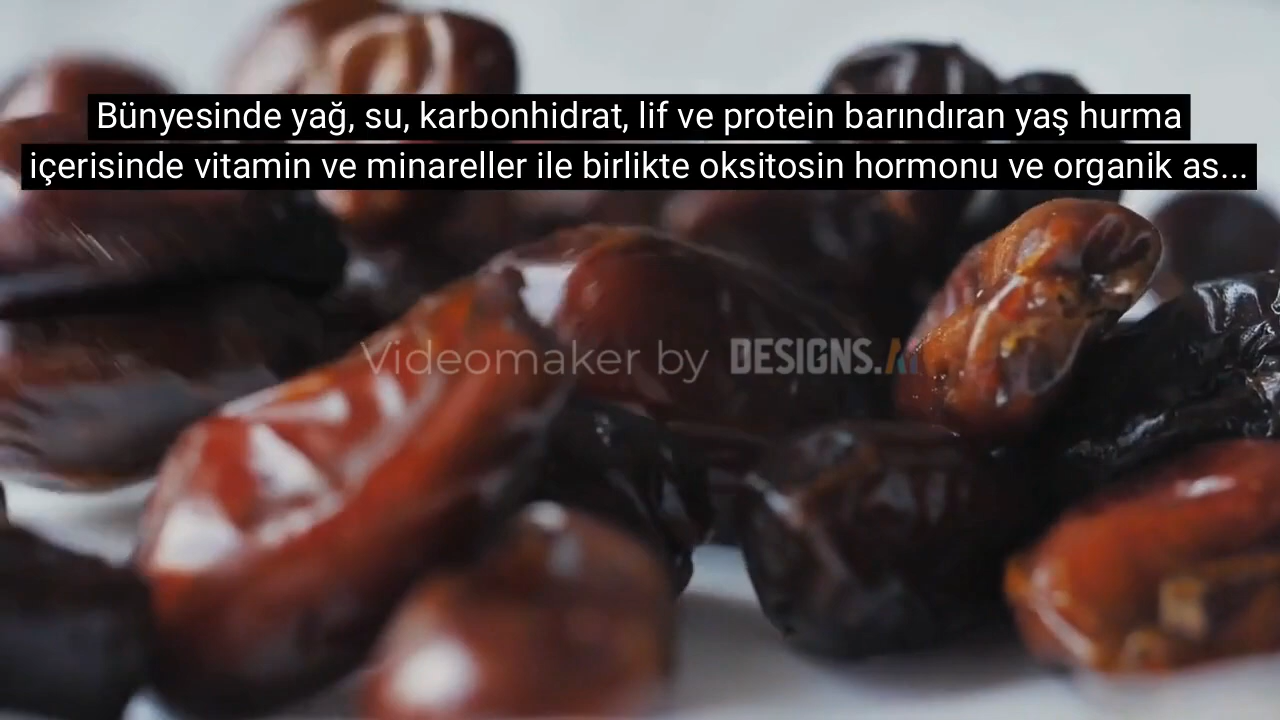 Bünyesinde yağ, su, karbonhidrat, lif ve protein barındıran yaş hurma
içerisinde vitamin ve minareller ile birlikte oksitosin hormonu ve organik as...
Videomaker by DESIGNS.AI